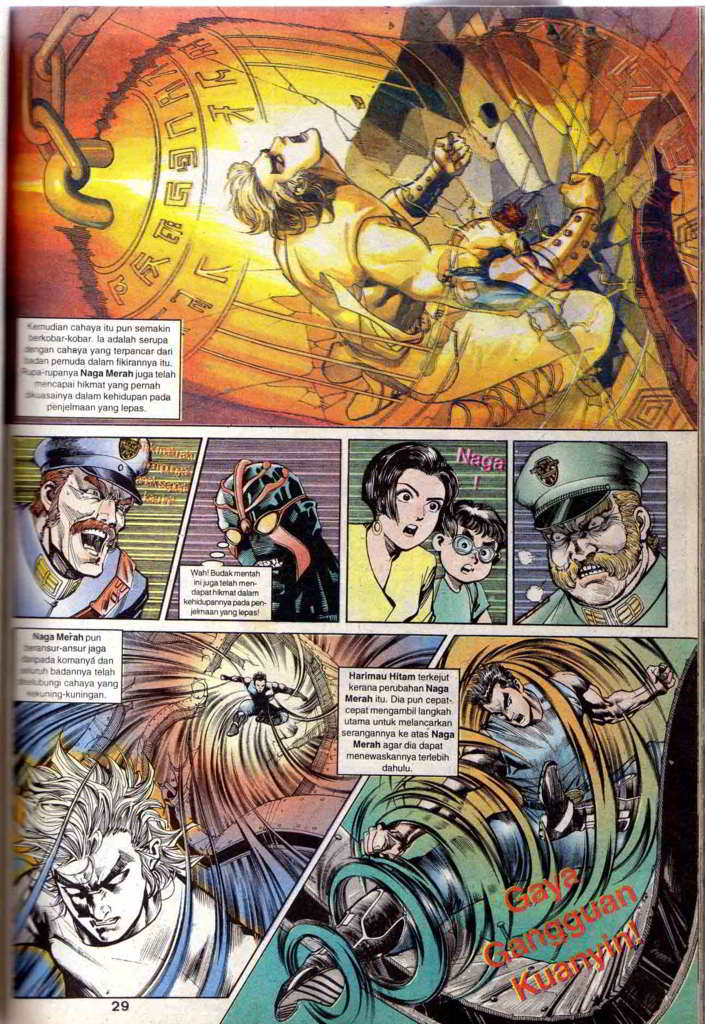 Kemudian cahaya itu pun semakin
berkobar-kobar. Ia adalah serupa
dengan cahaya yang terpancar dari
badan pemuda dalam fikirannya itu.
Rupa-rupanya Naga Merah juga telah
mencapai hikmat yang pernah
dikuasainya dalam kehidupan pada
penjelmaan yang lepas.
Wah! Budak mentah
ini juga telah men-
dapat hikmat dalam
kehidupannya pada pen-
jelmaan yang lepas!
Naga
!
Naga Merah pun
beransur-ansur jaga
daripada komanya dan
seluruh badannya telah
diselubungi cahaya yang
kekuning-kuningan.
Harimau Hitam terkejut
kerana perubahan Naga
Merah itu. Dia pun cepat-
cepat mengambil langkah
utama untuk melancarkan
serangannya ke atas Naga
Merah agar dia dapat
menewaskannya terlebih
dahulu.
Gaya
Gangguan
Kuanyin!
29